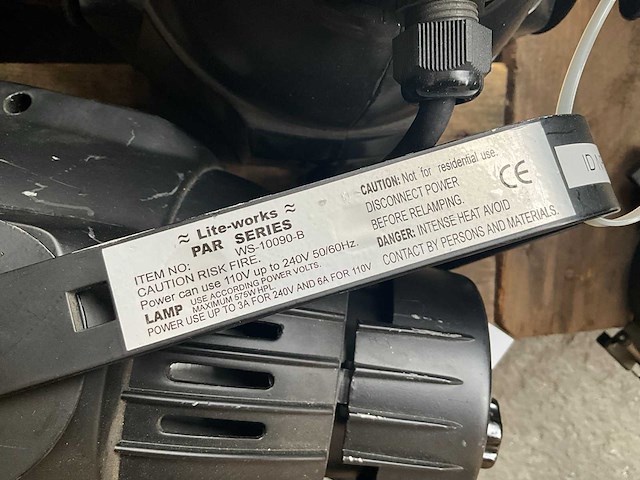 ≈ Lite-works ≈
PAR SERIES
ITEM NO: WS-10090-B
CAUTION RISK FIRE.
Power can use 110V up to 240V 50/60Hz.
LAMP USE ACCORDING POWER VOLTS.
MAXIMUM 575W HPL.
POWER USE UP TO 3A FOR 240V AND 6A FOR 110V
CAUTION: Not for residential use.
DISCONNECT POWER
BEFORE RELAMPING.
DANGER: INTENSE HEAT AVOID
CONTACT BY PERSONS AND MATERIALS.
CE
ID